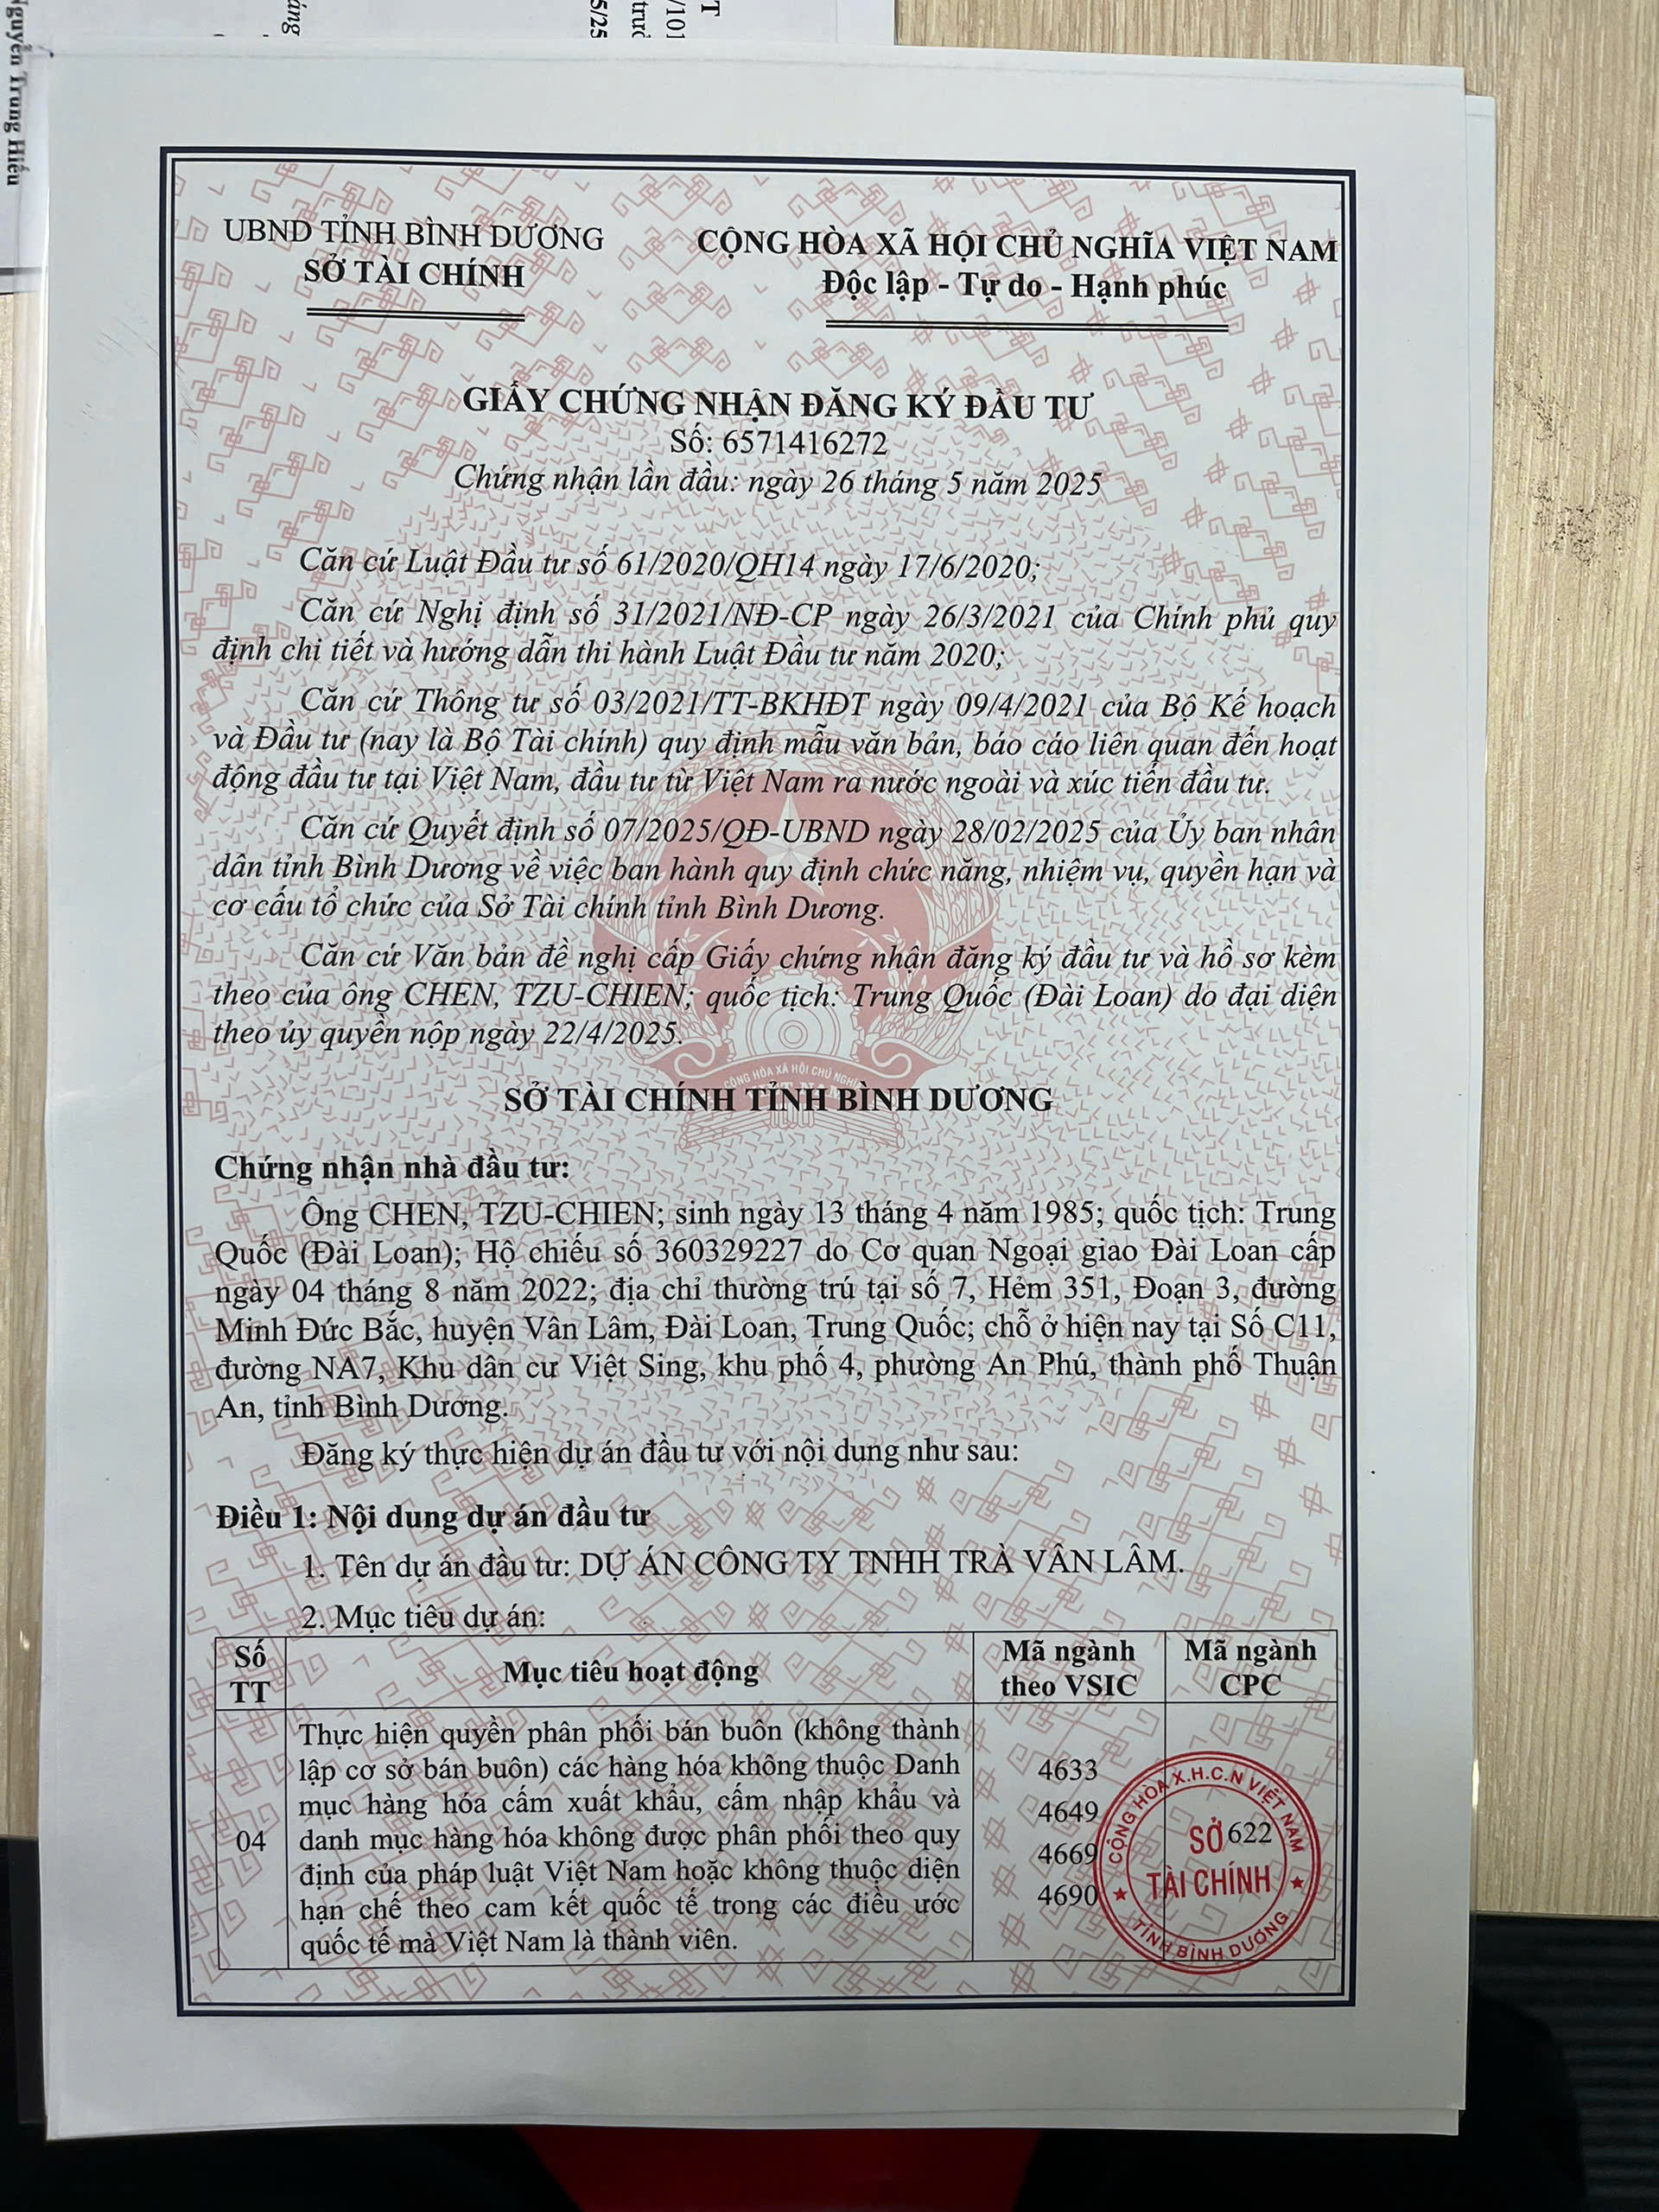 Nguyễn Trung Hiếu
áng
5/25
trưở
/101
T
UBND TỈNH BÌNH DƯƠNG
SỞ TÀI CHÍNH
CỘNG HÒA XÃ HỘI CHỦ NGHĨA VIỆT NAM
Độc lập - Tự do - Hạnh phúc
GIẤY CHỨNG NHẬN ĐĂNG KÝ ĐẦU TƯ
Số: 6571416272
Chứng nhận lần đầu: ngày 26 tháng 5 năm 2025
Căn cứ Luật Đầu tư số 61/2020/QH14 ngày 17/6/2020;
Căn cứ Nghị định số 31/2021/NĐ-CP ngày 26/3/2021 của Chính phủ quy
định chi tiết và hướng dẫn thi hành Luật Đầu tư năm 2020;
Căn cứ Thông tư số 03/2021/TT-BKHĐT ngày 09/4/2021 của Bộ Kế hoạch
và Đầu tư (nay là Bộ Tài chính) quy định mẫu văn bản, báo cáo liên quan đến hoạt
động đầu tư tại Việt Nam, đầu tư từ Việt Nam ra nước ngoài và xúc tiến đầu tư.
Căn cứ Quyết định số 07/2025/QĐ-UBND ngày 28/02/2025 của Ủy ban nhân
dân tỉnh Bình Dương về việc ban hành quy định chức năng, nhiệm vụ, quyền hạn và
cơ cấu tổ chức của Sở Tài chính tỉnh Bình Dương.
Căn cứ Văn bản đề nghị cấp Giấy chứng nhận đăng ký đầu tư và hồ sơ kèm
theo của ông CHEN, TZU-CHIEN; quốc tịch: Trung Quốc (Đài Loan) do đại diện
theo ủy quyền nộp ngày 22/4/2025.
CỘNG HÒA XÃ HỘI CHỦ NGHĨA
VIỆT NAM
SỞ TÀI CHÍNH TỈNH BÌNH DƯƠNG
Chứng nhận nhà đầu tư:
Ông CHEN, TZU-CHIEN; sinh ngày 13 tháng 4 năm 1985; quốc tịch: Trung
Quốc (Đài Loan); Hộ chiếu số 360329227 do Cơ quan Ngoại giao Đài Loan cấp
ngày 04 tháng 8 năm 2022; địa chỉ thường trú tại số 7, Hẻm 351, Đoạn 3, đường
Minh Đức Bắc, huyện Vân Lâm, Đài Loan, Trung Quốc; chỗ ở hiện nay tại Số C11,
đường NA7, Khu dân cư Việt Sing, khu phố 4, phường An Phú, thành phố Thuận
An, tỉnh Bình Dương.
Đăng ký thực hiện dự án đầu tư với nội dung như sau:
Điều 1: Nội dung dự án đầu tư
1. Tên dự án đầu tư: DỰ ÁN CÔNG TY TNHH TRÀ VÂN LÂM.
2. Mục tiêu dự án:
Số TT
Mục tiêu hoạt động
Mã ngành theo VSIC
Mã ngành CPC
04
Thực hiện quyền phân phối bán buôn (không thành
lập cơ sở bán buôn) các hàng hóa không thuộc Danh
mục hàng hóa cấm xuất khẩu, cấm nhập khẩu và
danh mục hàng hóa không được phân phối theo quy
định của pháp luật Việt Nam hoặc không thuộc diện
hạn chế theo cam kết quốc tế trong các điều ước
quốc tế mà Việt Nam là thành viên.
4633
4649
4669
4690
622
CỘNG HÒA X.H.C.N VIỆT NAM
SỞ
TÀI CHÍNH
TỈNH BÌNH DƯƠNG